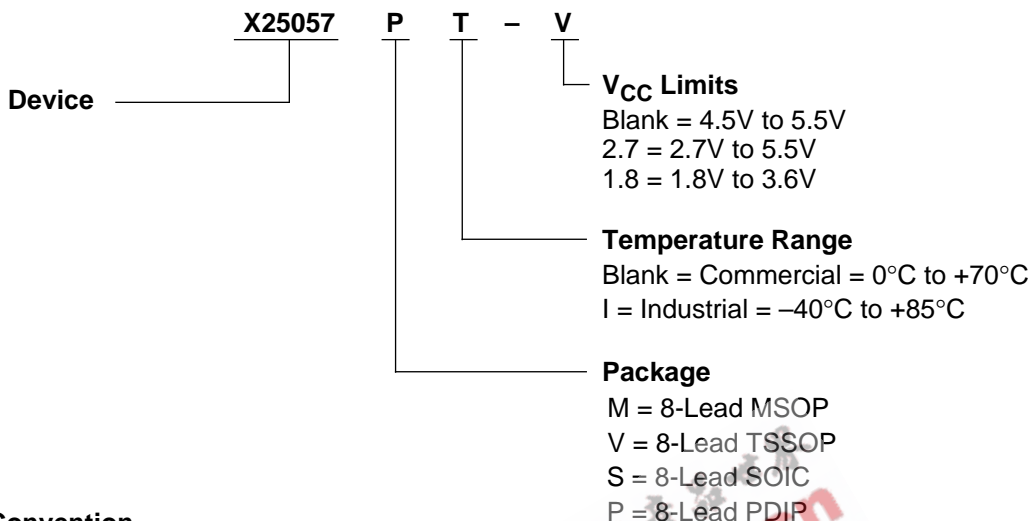 X25057 P T – V
Device
VCC Limits
Blank = 4.5V to 5.5V
2.7 = 2.7V to 5.5V
1.8 = 1.8V to 3.6V
Temperature Range
Blank = Commercial = 0°C to +70°C
I = Industrial = –40°C to +85°C
Package
M = 8-Lead MSOP
V = 8-Lead TSSOP
S = 8-Lead SOIC
P = 8-Lead PDIP